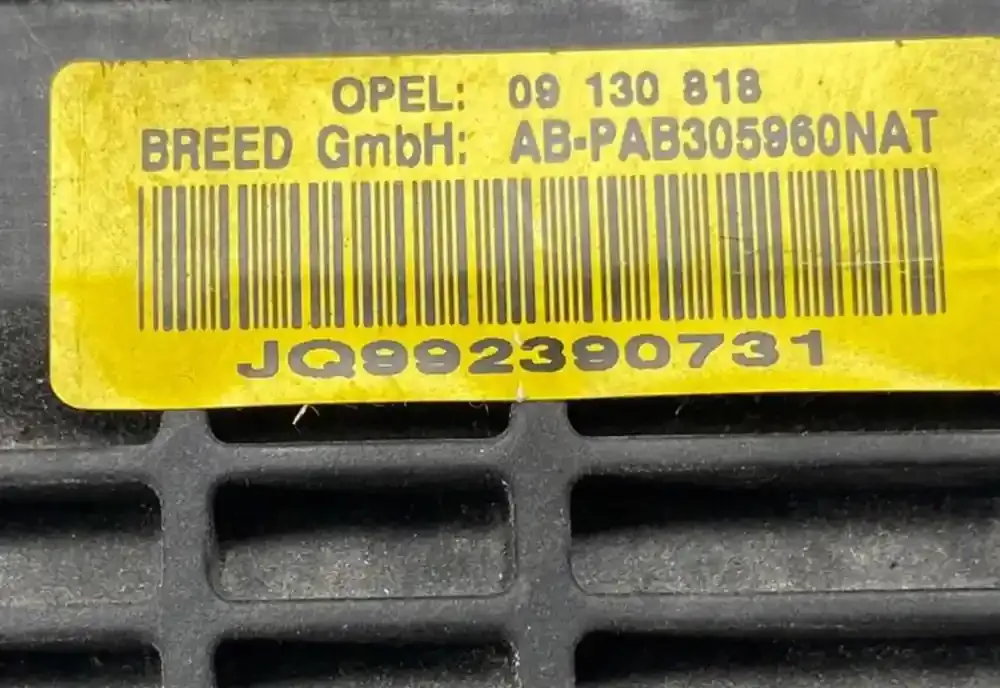 OPEL: 09 130 818
BREED GmbH: AB-PAB305960NAT
JQ992390731